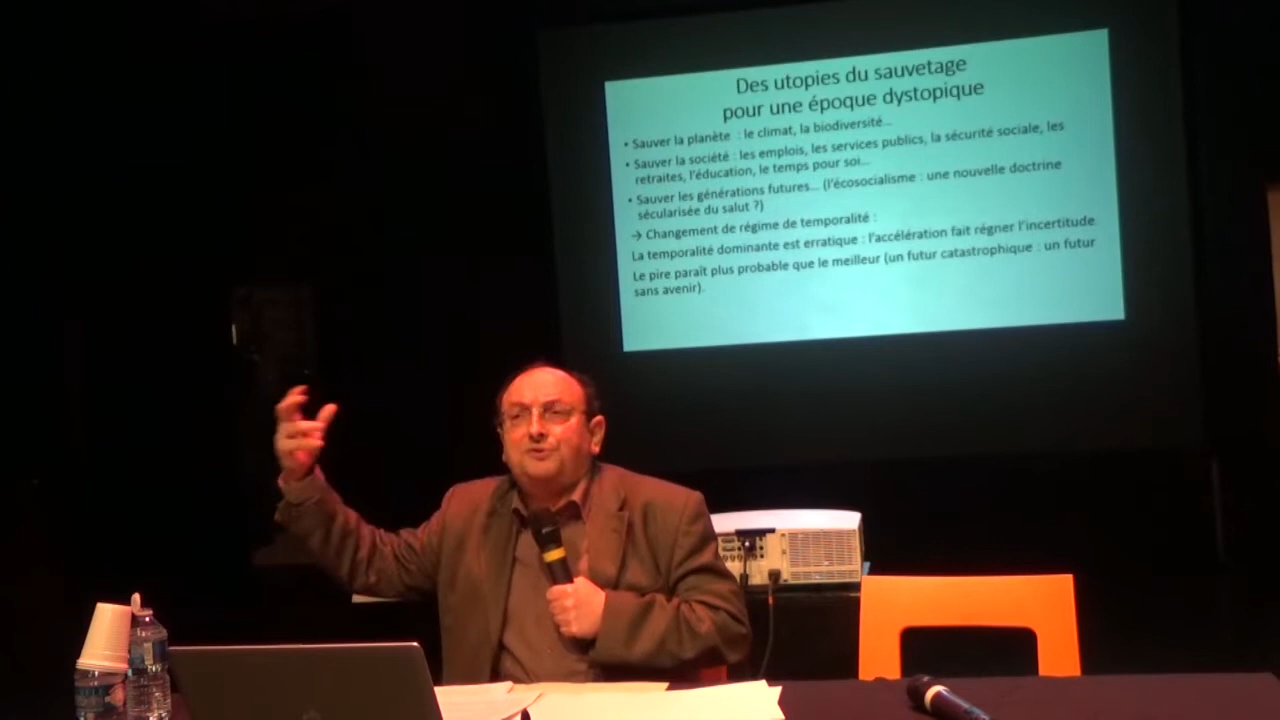 Des utopies du sauvetage
pour une époque dystopique
• Sauver la planète : le climat, la biodiversité...
• Sauver la société : les emplois, les services publics, la sécurité sociale, les
retraites, l'éducation, le temps pour soi...
• Sauver les générations futures... (l'écosocialisme : une nouvelle doctrine
sécularisée du salut ?)
→ Changement de régime de temporalité :
La temporalité dominante est erratique : l'accélération fait régner l'incertitude.
Le pire paraît plus probable que le meilleur (un futur catastrophique : un futur
sans avenir).